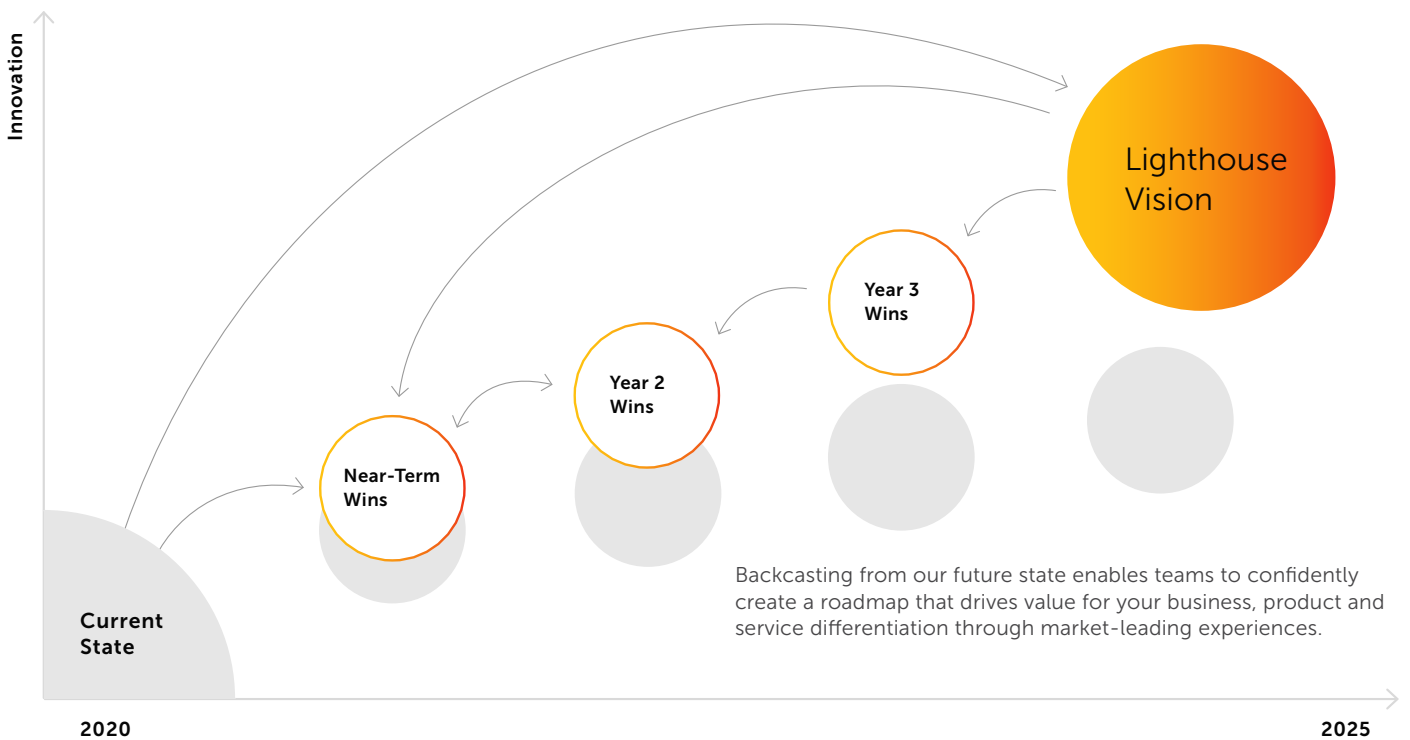 Innovation
Lighthouse
Vision
Year 3
Wins
Year 2
Wins
Near-Term
Wins
Backcasting from our future state enables teams to confidently
create a roadmap that drives value for your business, product and
service differentiation through market-leading experiences.
Current
State
2020
2025